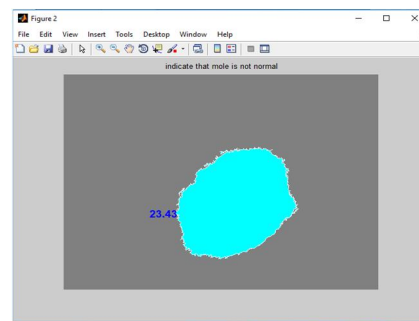 Figure 2
File Edit View Insert Tools Desktop Window Help
indicate that mole is not normal
23.43